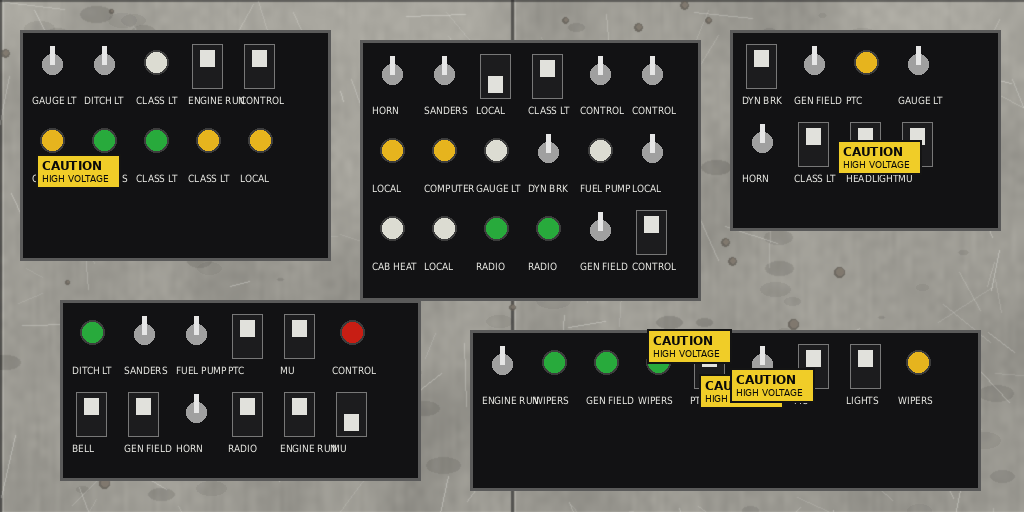 GAUGE LT DITCH LT CLASS LT ENGINE RUN CONTROL
CAUTION
HIGH VOLTAGE
CLASS LT CLASS LT LOCAL
HORN SANDERS LOCAL CLASS LT CONTROL CONTROL
LOCAL COMPUTER GAUGE LT DYN BRK FUEL PUMP LOCAL
CAB HEAT LOCAL RADIO RADIO GEN FIELD CONTROL
DYN BRK GEN FIELD PTC GAUGE LT
CAUTION
HIGH VOLTAGE
HORN CLASS LT HEADLIGHT MU
DITCH LT SANDERS FUEL PUMP PTC MU CONTROL
BELL GEN FIELD HORN RADIO ENGINE RUN MU
CAUTION
HIGH VOLTAGE
CAUTION
HIGH VOLTAGE
ENGINE RUN WIPERS GEN FIELD WIPERS LIGHTS WIPERS